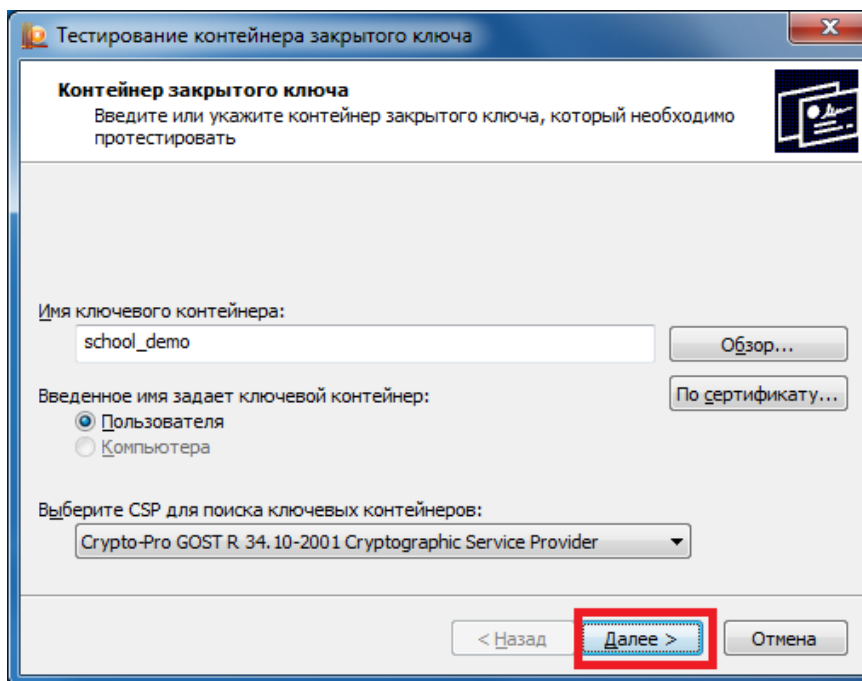 Тестирование контейнера закрытого ключа
Контейнер закрытого ключа
Введите или укажите контейнер закрытого ключа, который необходимо
протестировать
Имя ключевого контейнера:
school_demo
Обзор...
По сертификату...
Введенное имя задает ключевой контейнер:
Пользователя
Компьютера
Выберите CSP для поиска ключевых контейнеров:
Crypto-Pro GOST R 34.10-2001 Cryptographic Service Provider
< Назад
Далее >
Отмена